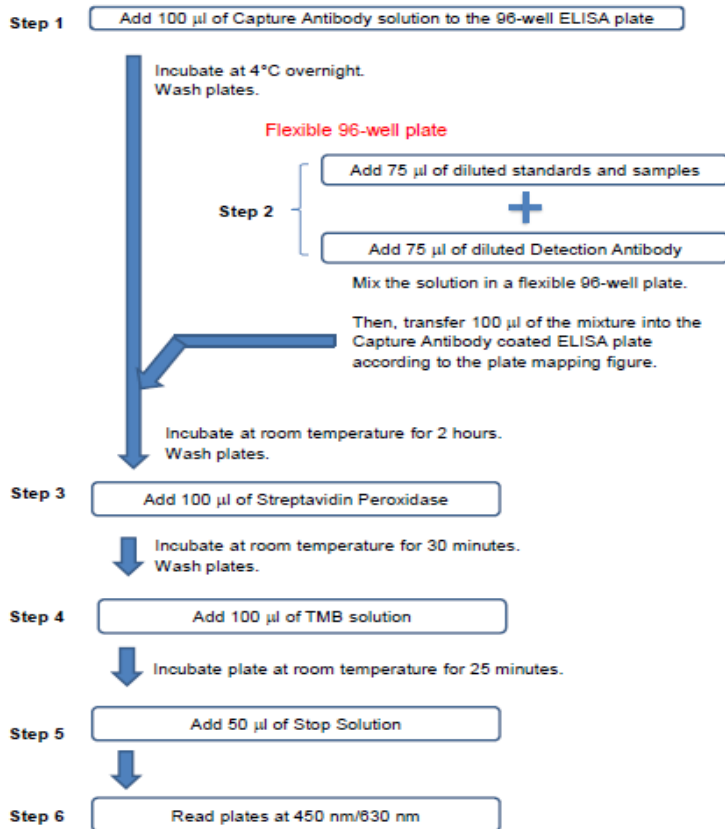 Step 1
Add 100 µl of Capture Antibody solution to the 96-well ELISA plate
Incubate at 4°C overnight.
Wash plates.
Flexible 96-well plate
Step 2
Add 75 µl of diluted standards and samples
+
Add 75 µl of diluted Detection Antibody
Mix the solution in a flexible 96-well plate.
Then, transfer 100 µl of the mixture into the
Capture Antibody coated ELISA plate
according to the plate mapping figure.
Incubate at room temperature for 2 hours.
Wash plates.
Step 3
Add 100 µl of Streptavidin Peroxidase
Incubate at room temperature for 30 minutes.
Wash plates.
Step 4
Add 100 µl of TMB solution
Incubate plate at room temperature for 25 minutes.
Step 5
Add 50 µl of Stop Solution
Step 6
Read plates at 450 nm/630 nm